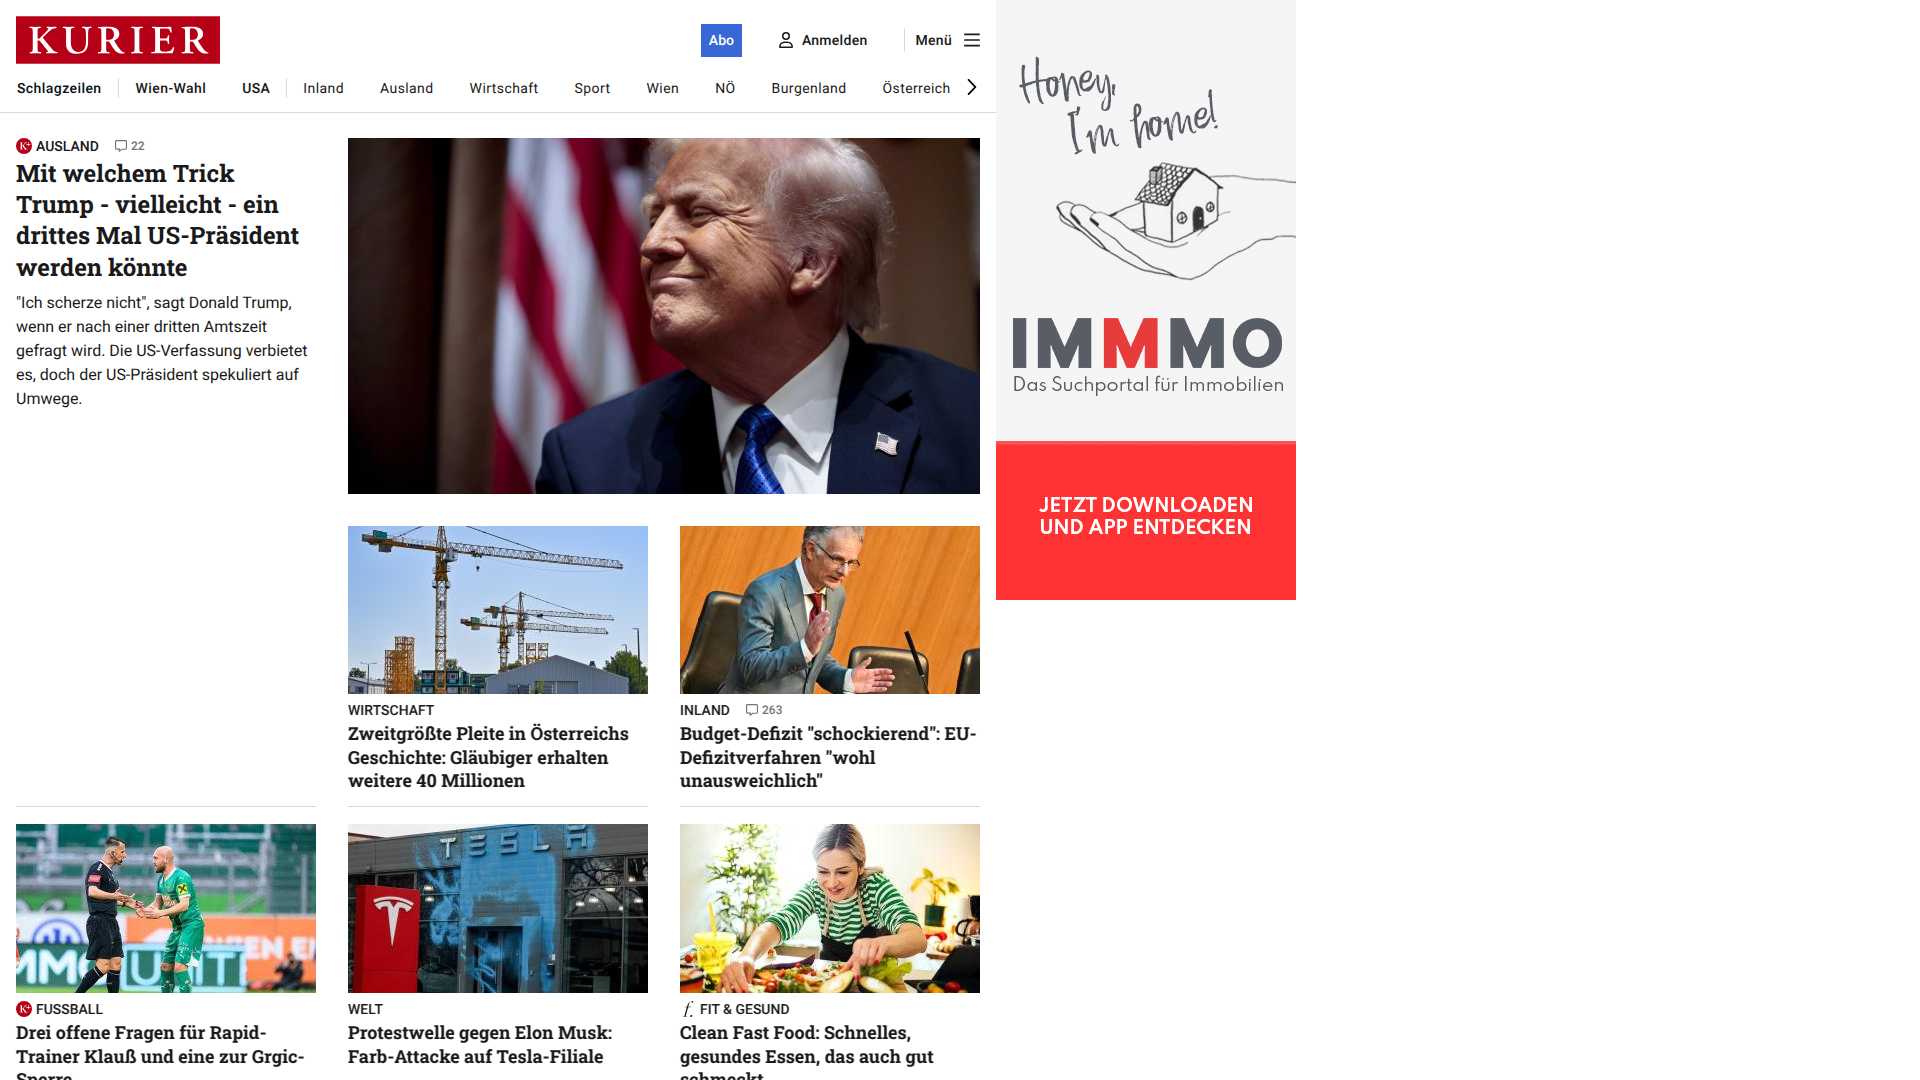 KURIER
Abo
Anmelden
Menü
Schlagzeilen
Wien-Wahl
USA
Inland
Ausland
Wirtschaft
Sport
Wien
NÖ
Burgenland
Österreich
K+ AUSLAND 22
Mit welchem Trick
Trump - vielleicht - ein
drittes Mal US-Präsident
werden könnte
"Ich scherze nicht", sagt Donald Trump,
wenn er nach einer dritten Amtszeit
gefragt wird. Die US-Verfassung verbietet
es, doch der US-Präsident spekuliert auf
Umwege.
WIRTSCHAFT
Zweitgrößte Pleite in Österreichs
Geschichte: Gläubiger erhalten
weitere 40 Millionen
INLAND 263
Budget-Defizit "schockierend": EU-
Defizitverfahren "wohl
unausweichlich"
K+ FUSSBALL
Drei offene Fragen für Rapid-
Trainer Klauß und eine zur Grgic-
Sperre
TESLA
WELT
Protestwelle gegen Elon Musk:
Farb-Attacke auf Tesla-Filiale
f. FIT & GESUND
Clean Fast Food: Schnelles,
gesundes Essen, das auch gut
schmeckt
Honey,
I'm home!
IMMMO
Das Suchportal für Immobilien
JETZT DOWNLOADEN
UND APP ENTDECKEN